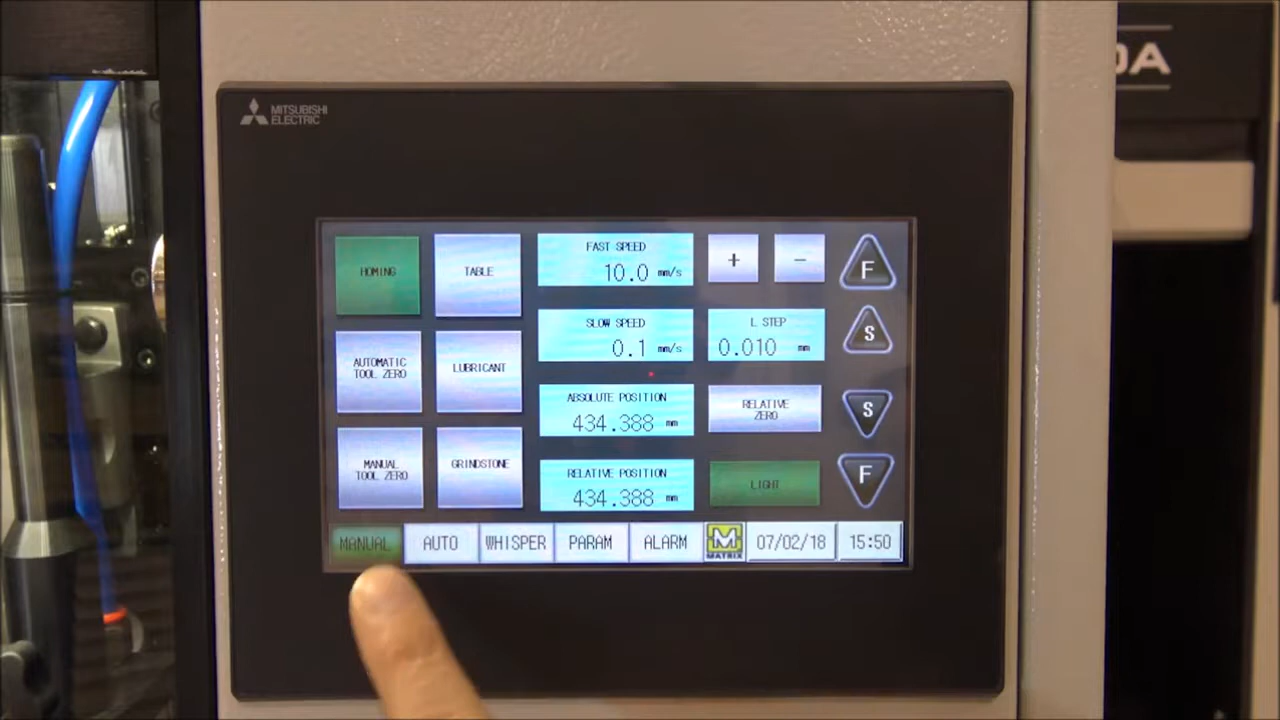 MITSUBISHI
ELECTRIC
HOMING
TABLE
FAST SPEED
10.0 mm/s
+
-
F
SLOW SPEED
0.1 mm/s
L STEP
0.010 mm
S
AUTOMATIC
TOOL ZERO
LUBRICANT
ABSOLUTE POSITION
434.388 mm
RELATIVE
ZERO
S
MANUAL
TOOL ZERO
GRINDSTONE
RELATIVE POSITION
434.388 mm
LIGHT
F
MANUAL
AUTO
WHISPER
PARAM
ALARM
M
MATRIX
07/02/18
15:50